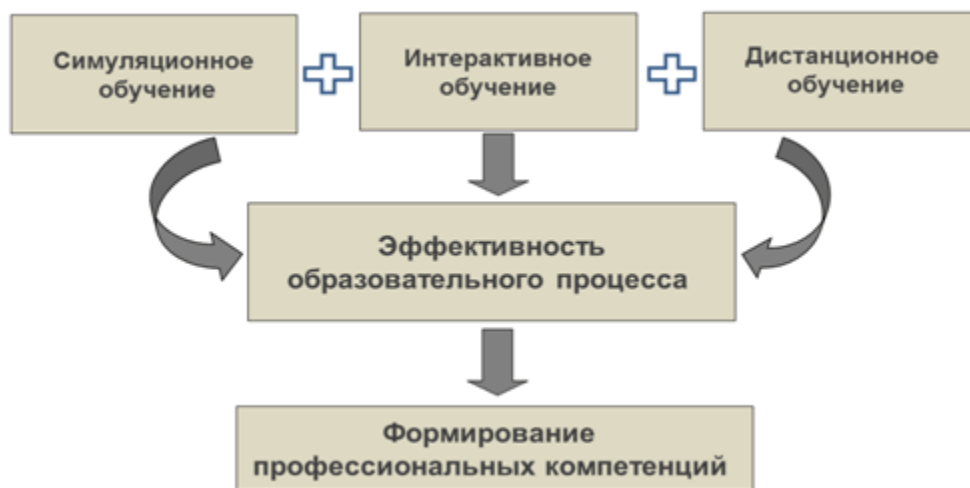 Симуляционное
обучение
Интерактивное
обучение
Дистанционное
обучение
Эффективность
образовательного процесса
Формирование
профессиональных компетенций